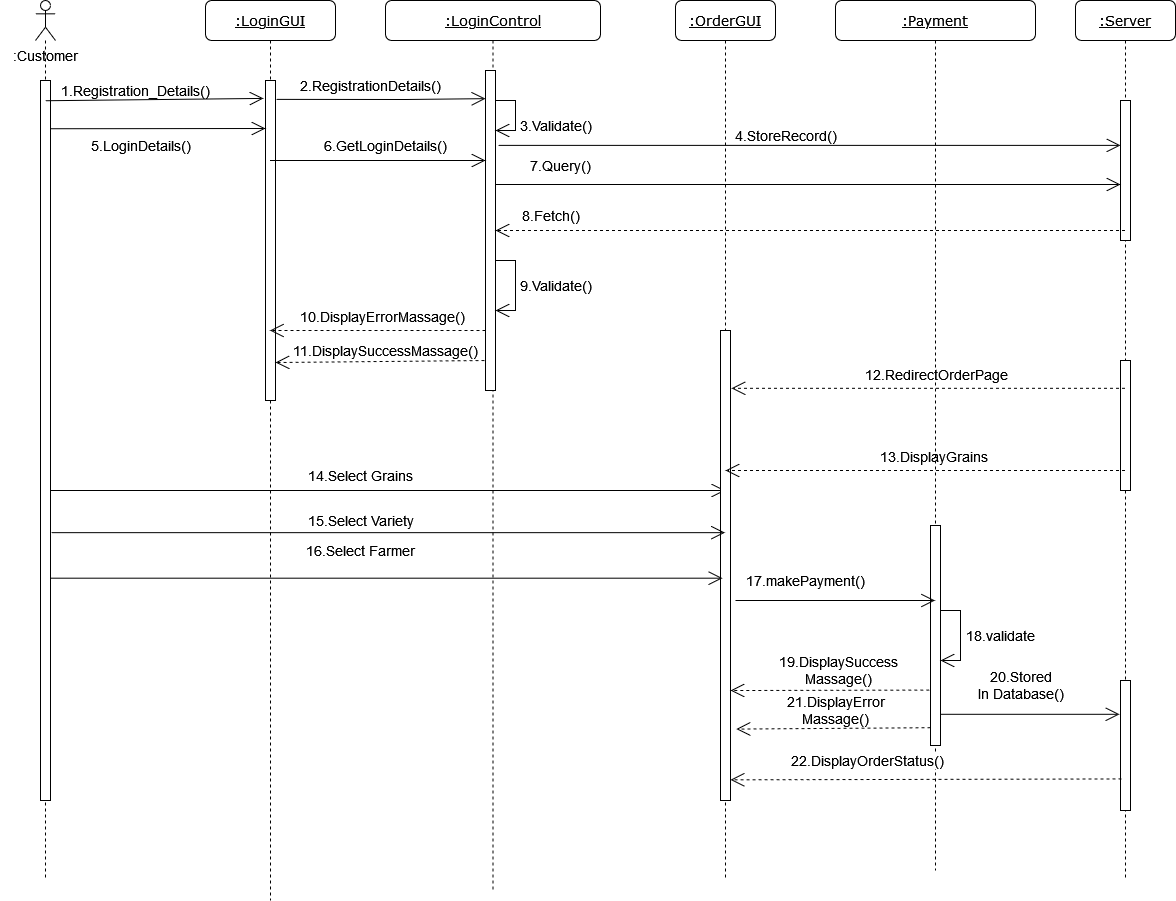 :LoginGUI
:LoginControl
:OrderGUI
:Payment
:Server
:Customer
1.Registration_Details()
2.RegistrationDetails()
3.Validate()
4.StoreRecord()
5.LoginDetails()
6.GetLoginDetails()
7.Query()
8.Fetch()
9.Validate()
10.DisplayErrorMassage()
11.DisplaySuccessMassage()
12.RedirectOrderPage
13.DisplayGrains
14.Select Grains
15.Select Variety
16.Select Farmer
17.makePayment()
18.validate
19.DisplaySuccess
Massage()
20.Stored
In Database()
21.DisplayError
Massage()
22.DisplayOrderStatus()